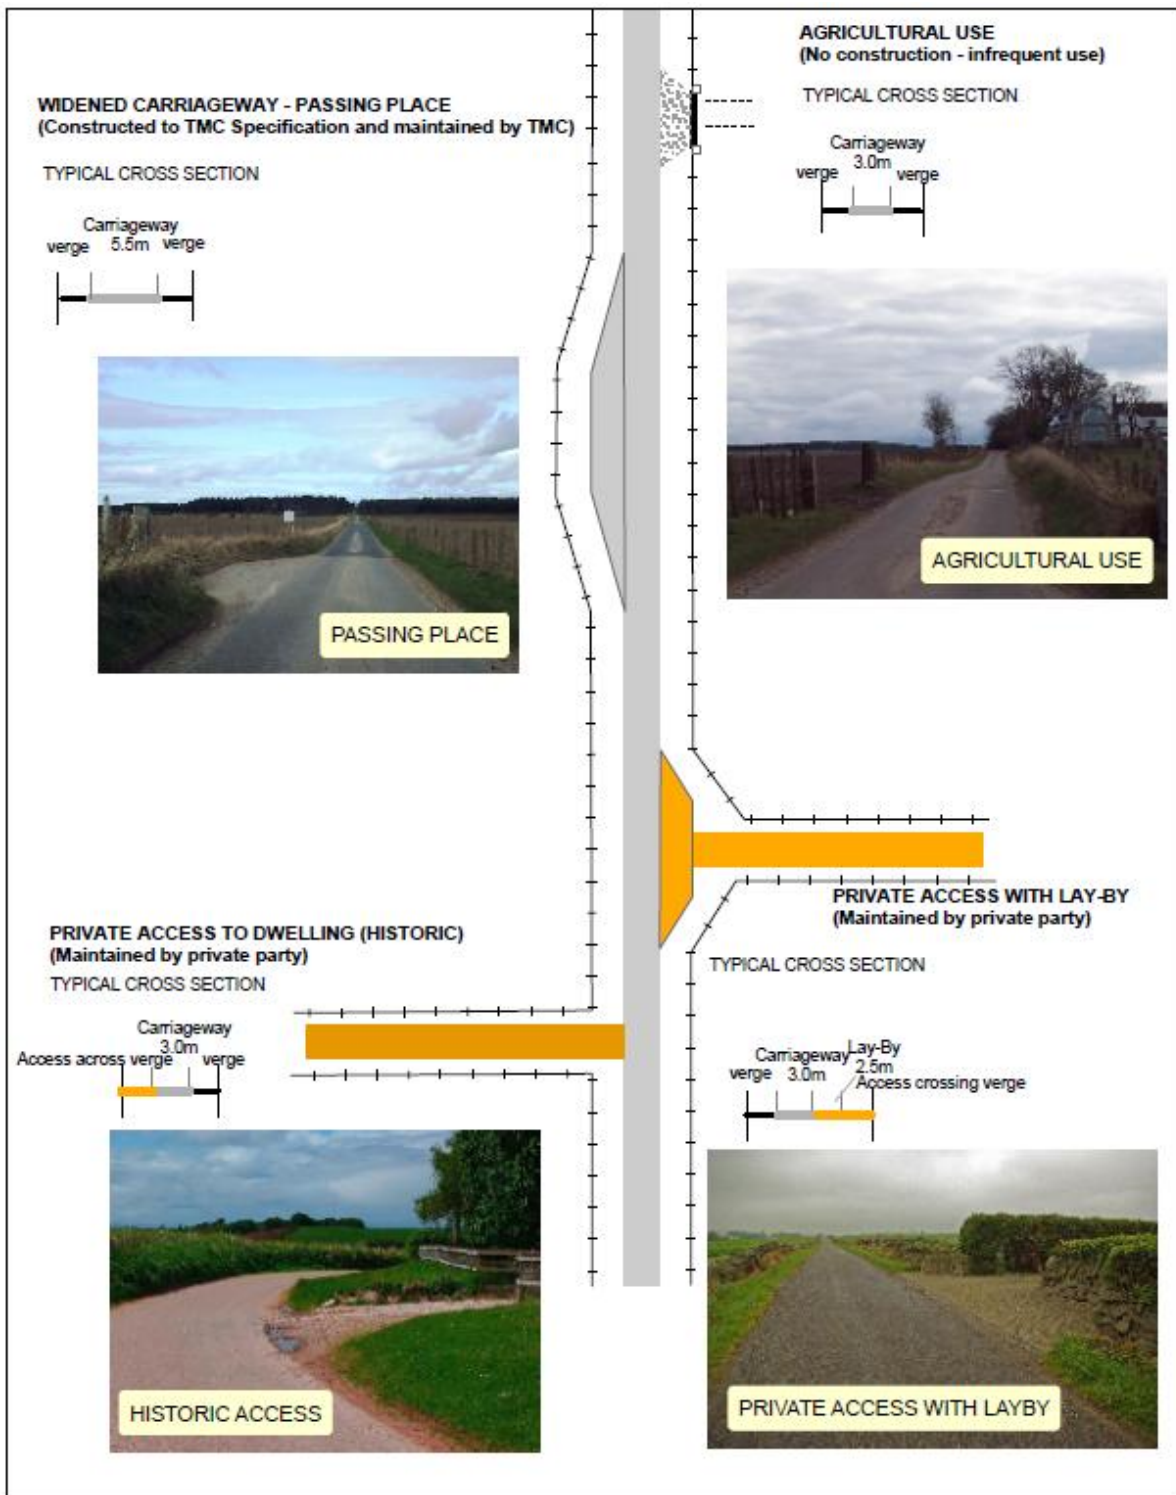 AGRICULTURAL USE
(No construction - infrequent use)
TYPICAL CROSS SECTION
Carriageway
3.0m
verge verge
AGRICULTURAL USE
WIDENED CARRIAGEWAY - PASSING PLACE
(Constructed to TMC Specification and maintained by TMC)
TYPICAL CROSS SECTION
Carriageway
verge 5.5m verge
PASSING PLACE
PRIVATE ACCESS WITH LAY-BY
(Maintained by private party)
TYPICAL CROSS SECTION
Lay-By
Carriageway 2.5m
verge 3.0m
Access crossing verge
PRIVATE ACCESS WITH LAYBY
PRIVATE ACCESS TO DWELLING (HISTORIC)
(Maintained by private party)
TYPICAL CROSS SECTION
Carriageway
3.0m
Access across verge verge
HISTORIC ACCESS